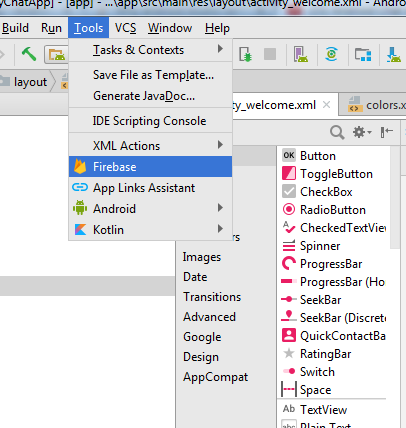 yChatApp] - [app] - ...\app\src\main\res\layout\activity_welcome.xml - Andro
Build Run Tools VCS Window Help
layout
Tasks & Contexts
Save File as Template...
Generate JavaDoc...
IDE Scripting Console
XML Actions
Firebase
App Links Assistant
Android
Kotlin
ty_welcome.xml
colors.x
Images
Date
Transitions
Advanced
Google
Design
AppCompat
OK Button
ToggleButton
CheckBox
RadioButton
CheckedTextView
Spinner
ProgressBar
ProgressBar (Ho
SeekBar
SeekBar (Discret
QuickContactBa
RatingBar
Switch
Space
Ab TextView
Plain Text